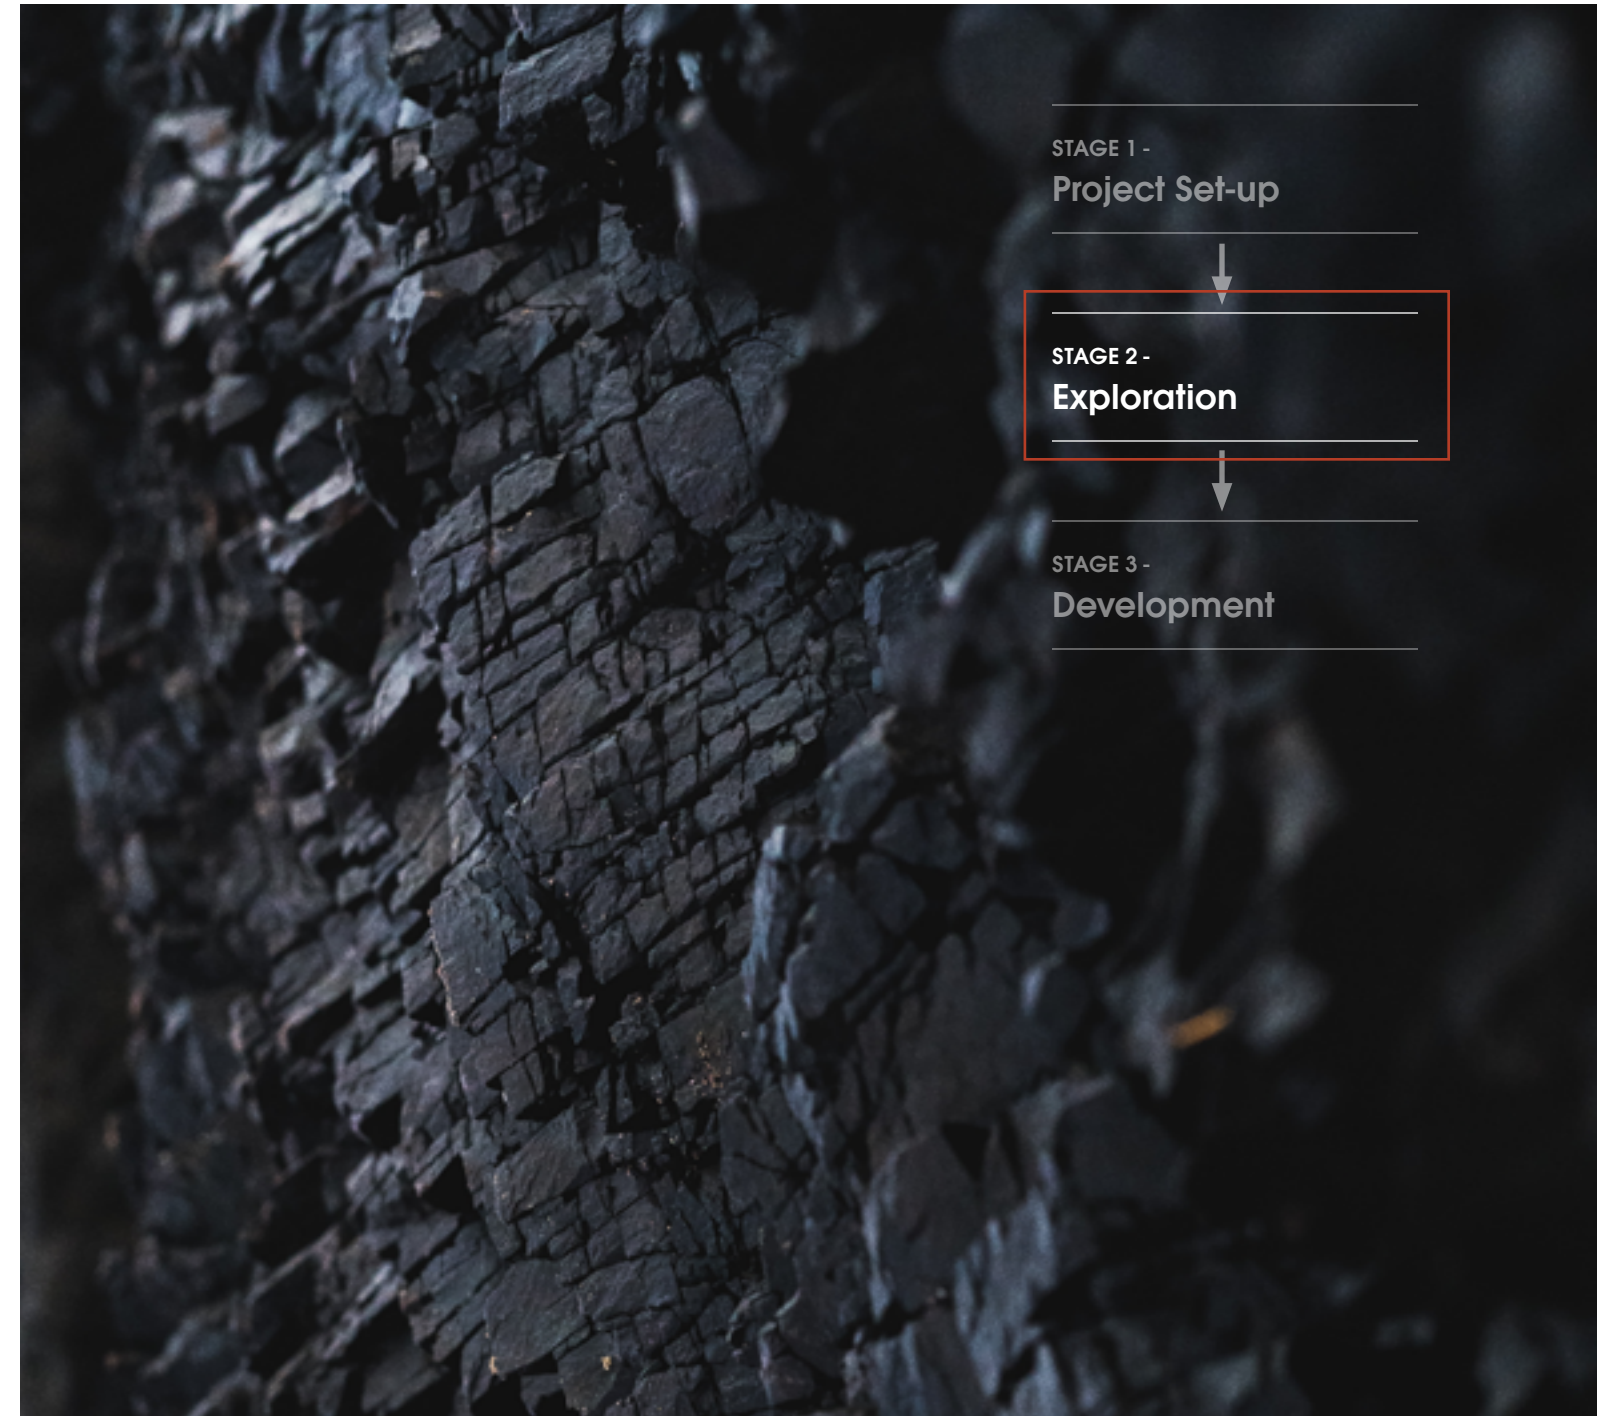 STAGE 1 -
Project Set-up
STAGE 2 -
Exploration
STAGE 3 -
Development